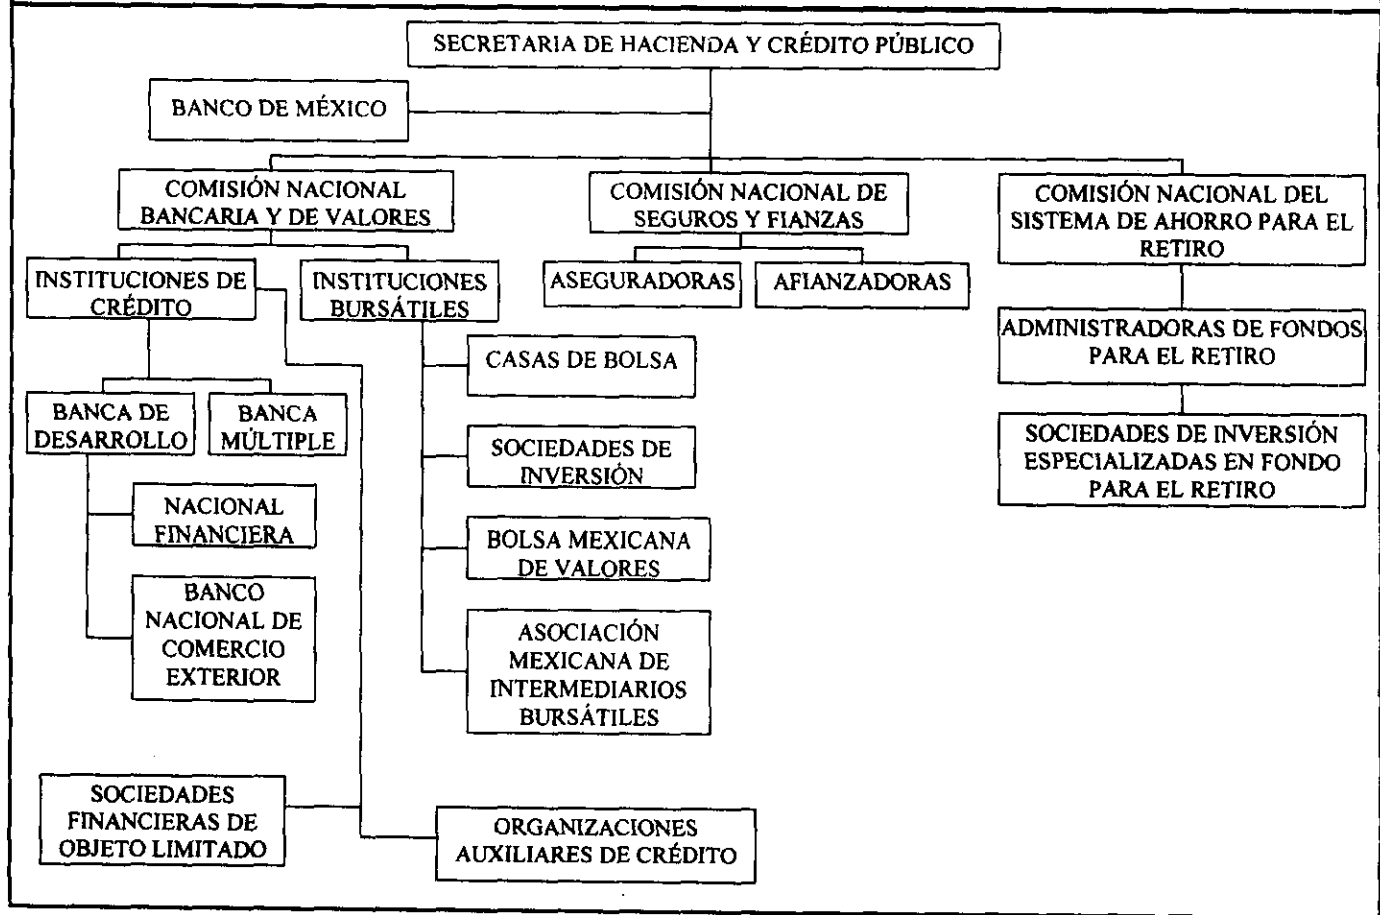 SECRETARIA DE HACIENDA Y CRÉDITO PÚBLICO
BANCO DE MÉXICO
COMISIÓN NACIONAL
BANCARIA Y DE VALORES
COMISIÓN NACIONAL DE
SEGUROS Y FIANZAS
COMISIÓN NACIONAL DEL
SISTEMA DE AHORRO PARA EL
RETIRO
INSTITUCIONES DE
CRÉDITO
INSTITUCIONES
BURSÁTILES
ASEGURADORAS
AFIANZADORAS
ADMINISTRADORAS DE FONDOS
PARA EL RETIRO
CASAS DE BOLSA
BANCA DE
DESARROLLO
BANCA
MÚLTIPLE
SOCIEDADES DE INVERSIÓN
ESPECIALIZADAS EN FONDO
PARA EL RETIRO
SOCIEDADES DE
INVERSIÓN
NACIONAL
FINANCIERA
BOLSA MEXICANA
DE VALORES
BANCO
NACIONAL DE
COMERCIO
EXTERIOR
ASOCIACIÓN
MEXICANA DE
INTERMEDIARIOS
BURSÁTILES
SOCIEDADES
FINANCIERAS DE
OBJETO LIMITADO
ORGANIZACIONES
AUXILIARES DE CRÉDITO